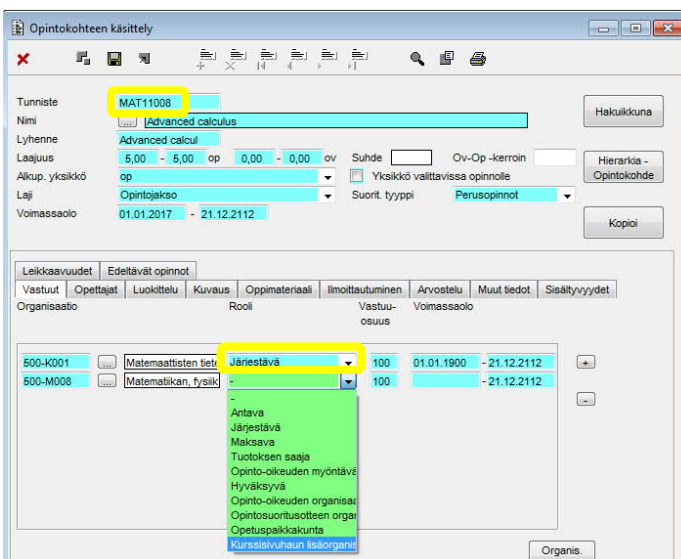 Opintokohteen käsittely
Tunniste MAT11008
Nimi ... Advanced calculus
Hakuikkuna
Lyhenne Advanced calcul
Laajuus 5,00 - 5,00 op 0,00 - 0,00 ov Suhde Ov-Op -kerroin
Hierarkia - Opintokohde
Alkup. yksikkö op Yksikkö valittavissa opinnolle
Laji Opintojakso Suorit. tyyppi Perusopinnot
Voimassaolo 01.01.2017 - 21.12.2112
Kopioi
Leikkaavuudet Edeltävät opinnot
Vastuut Opettajat Luokittelu Kuvaus Oppimateriaali Ilmoittautuminen Arvostelu Muut tiedot Sisältyvyydet
Organisaatio Rooli Vastuu-osuus Voimassaolo
500-K001 ... Matemaattisten tiete Järjestävä 100 01.01.1900 - 21.12.2112 +
500-M008 ... Matematiikan, fysiik - 100 - 21.12.2112
-
-
Antava
Järjestävä
Maksava
Tuotoksen saaja
Opinto-oikeuden myöntävä
Hyväksyvä
Opinto-oikeuden organisaa
Opintosuoritusotteen orga
Opetuspaikkakunta
Kurssisivuhaun lisäorganis
Organis.